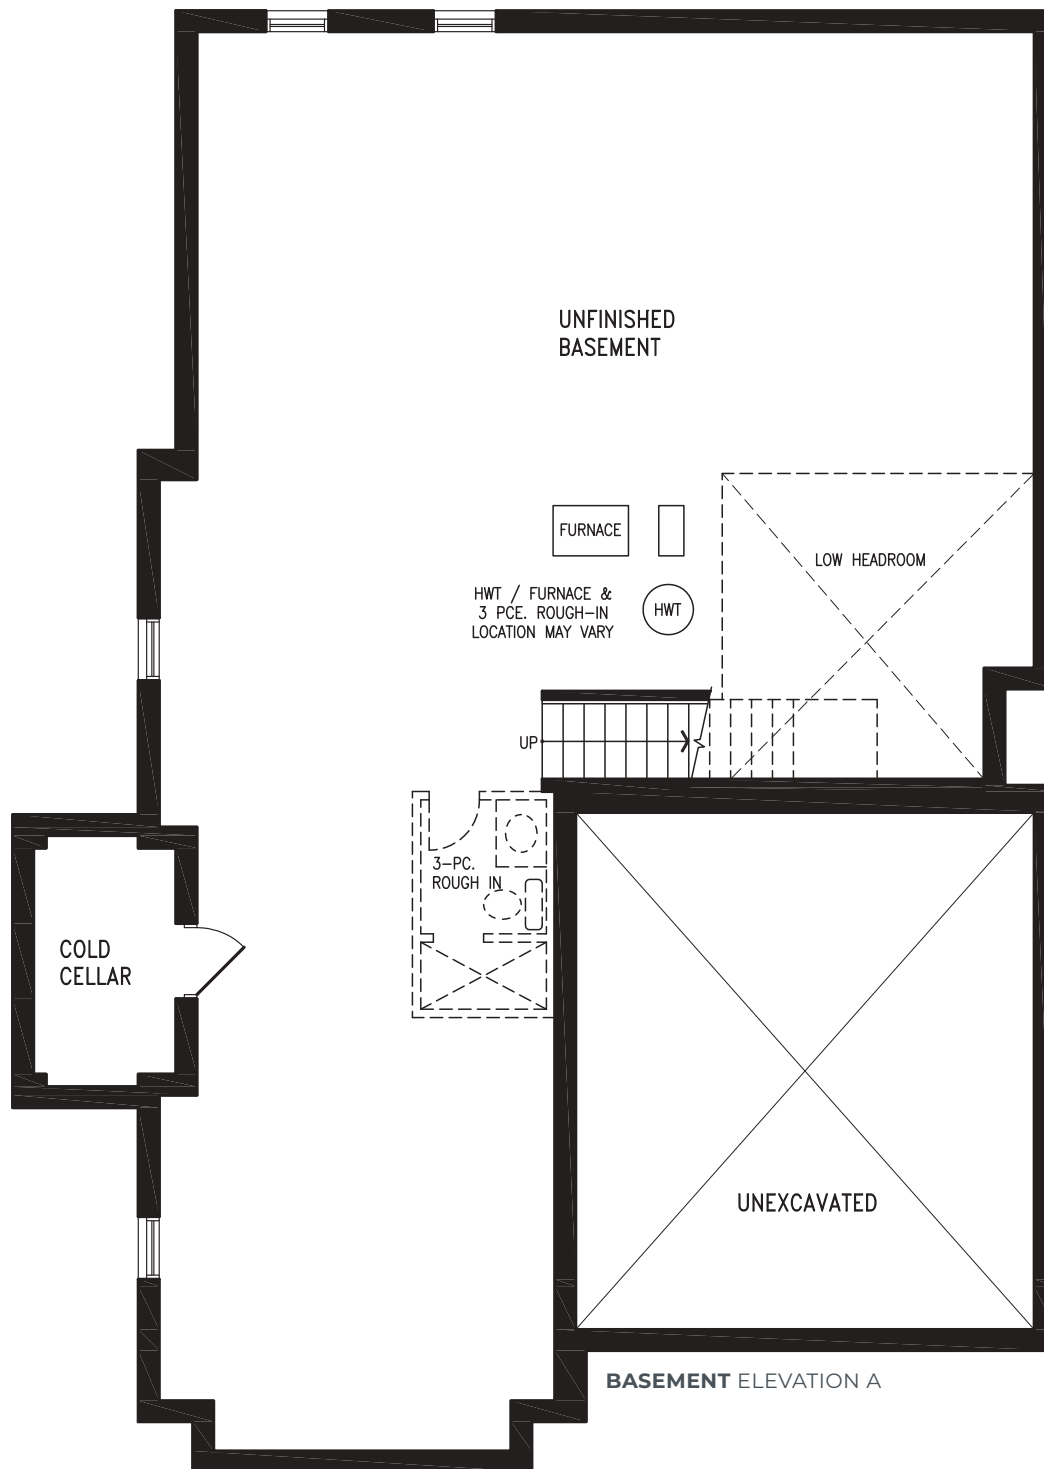 UNFINISHED
BASEMENT
FURNACE
LOW HEADROOM
HWT / FURNACE &
3 PCE. ROUGH-IN
LOCATION MAY VARY
HWT
UP
3-PC.
ROUGH IN
COLD
CELLAR
UNEXCAVATED
BASEMENT ELEVATION A